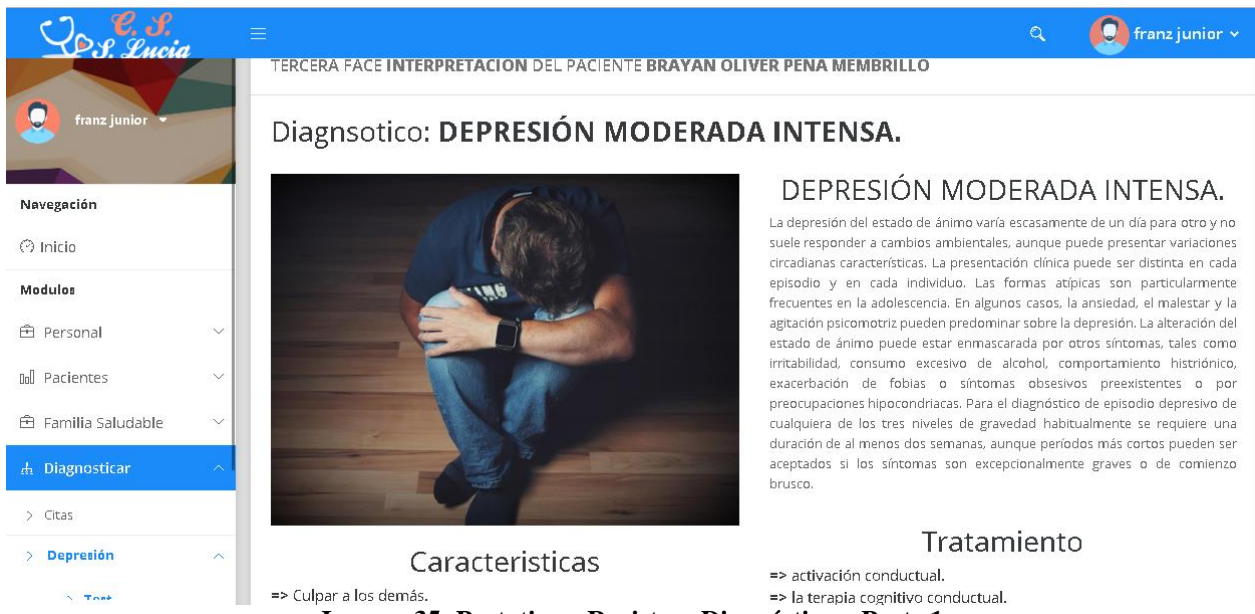 C. S.
S. Lucia
franz junior
TERCERA FACE INTERPRETACION DEL PACIENTE BRAYAN OLIVER PEÑA MEMBRILLO
franz junior
Navegación
Inicio
Modulos
Personal
Pacientes
Familia Saludable
Diagnosticar
> Citas
> Depresión
> Test
Diagnsotico: DEPRESIÓN MODERADA INTENSA.
DEPRESIÓN MODERADA INTENSA.
La depresión del estado de ánimo varía escasamente de un día para otro y no
suele responder a cambios ambientales, aunque puede presentar variaciones
circadianas características. La presentación clínica puede ser distinta en cada
episodio y en cada individuo. Las formas atípicas son particularmente
frecuentes en la adolescencia. En algunos casos, la ansiedad, el malestar y la
agitación psicomotriz pueden predominar sobre la depresión. La alteración del
estado de ánimo puede estar enmascarada por otros síntomas, tales como
irritabilidad, consumo excesivo de alcohol, comportamiento histriónico,
exacerbación de fobias o síntomas obsesivos preexistentes o por
preocupaciones hipocondriacas. Para el diagnóstico de episodio depresivo de
cualquiera de los tres niveles de gravedad habitualmente se requiere una
duración de al menos dos semanas, aunque períodos más cortos pueden ser
aceptados si los síntomas son excepcionalmente graves o de comienzo
brusco.
Caracteristicas
=> Culpar a los demás.
Tratamiento
=> activación conductual.
=> la terapia cognitivo conductual.